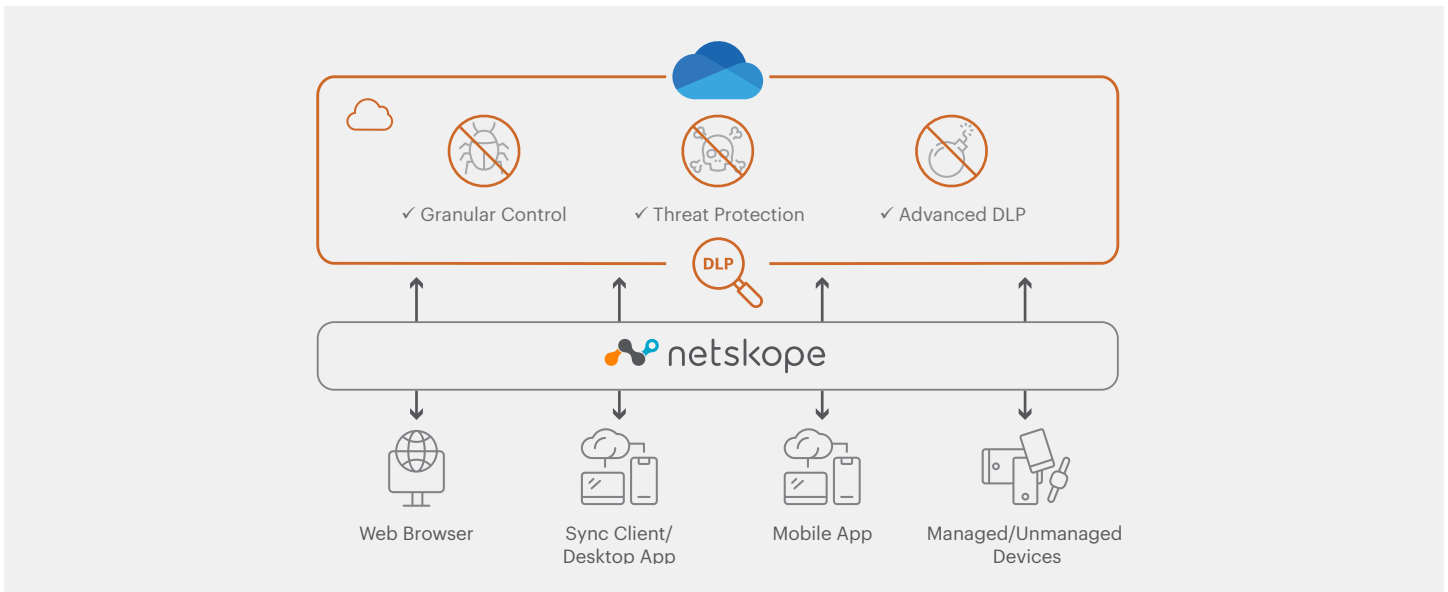 ✓ Granular Control
✓ Threat Protection
✓ Advanced DLP
DLP
netskope
Web Browser
Sync Client/
Desktop App
Mobile App
Managed/Unmanaged
Devices